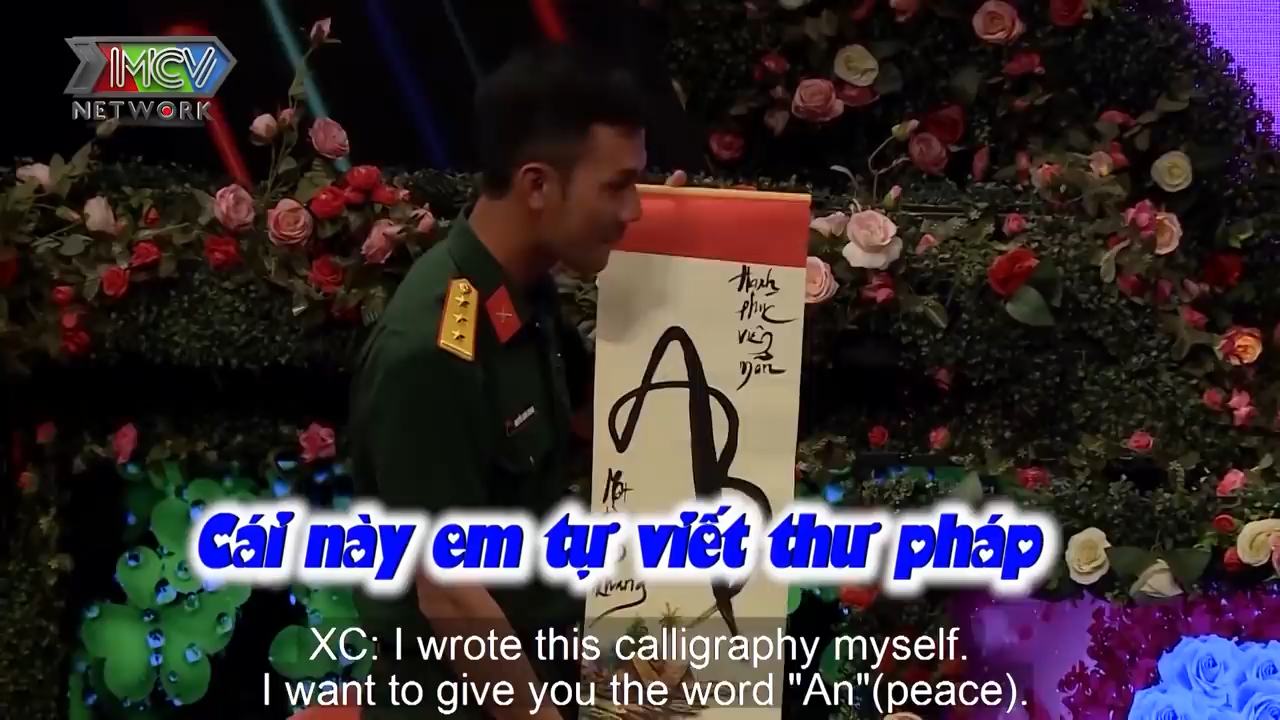 MCV
NETWORK
Hạnh
phúc
viên
mãn
Cái này em tự viết thư pháp
XC: I wrote this calligraphy myself.
I want to give you the word "An"(peace).